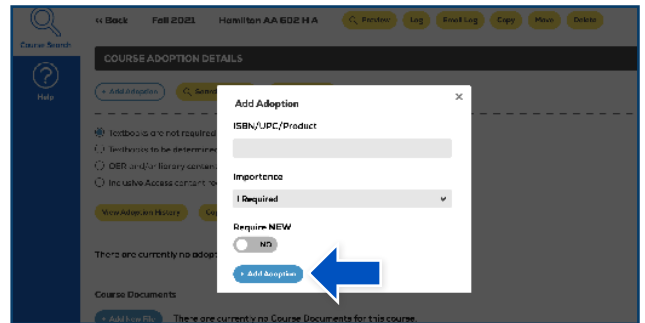 « Back Fall 2021 Hamilton AA 602 H A Preview Log Email Log Copy Move Delete
Course Search
COURSE ADOPTION DETAILS
Help
+ Add Adoption
Add Adoption ×
ISBN/UPC/Product
Textbooks are not required
Textbooks to be determined
OER and/or library content
Inclusive Access content
Importance
1 Required
View Adoption History
Require NEW
NO
There are currently no adopt
+ Add Adoption
Course Documents
+ Add New File There are currently no Course Documents for this course.